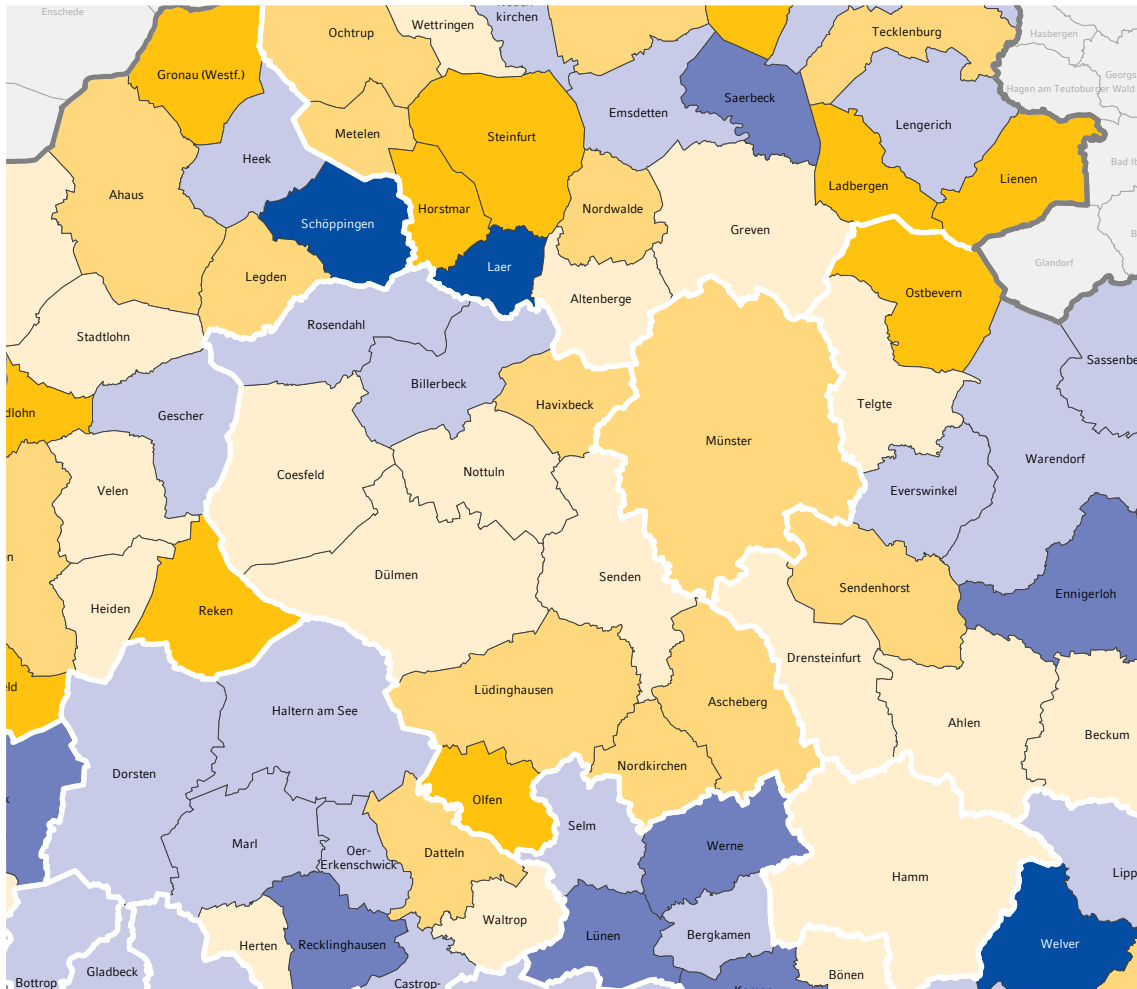 Enschede
Wettringen
kirchen
Ochtrup
Tecklenburg
Hasbergen
Gronau (Westf.)
Georgs
Hagen am Teutoburger Wald
Saerbeck
Emsdetten
Lengerich
Metelen
Steinfurt
Heek
Bad Ib
Ahaus
Horstmar
Nordwalde
Ladbergen
Lienen
Schöppingen
Greven
B
Laer
Glandorf
Legden
Altenberge
Ostbevern
Rosendahl
Stadtlohn
Sassenbe
Billerbeck
Havixbeck
Telgte
dlohn
Gescher
Münster
Coesfeld
Nottuln
Warendorf
Velen
Everswinkel
en
Dülmen
Senden
Sendenhorst
Ennigerloh
Heiden
Reken
Drensteinfurt
eld
Lüdinghausen
Ascheberg
Haltern am See
Ahlen
Beckum
Dorsten
Nordkirchen
Olfen
k
Selm
Marl
Oer-
Erkenschwick
Datteln
Werne
Hamm
Lipp
Waltrop
Herten
Recklinghausen
Lünen
Bergkamen
Welver
Gladbeck
Bönen
Bottrop
Castrop-